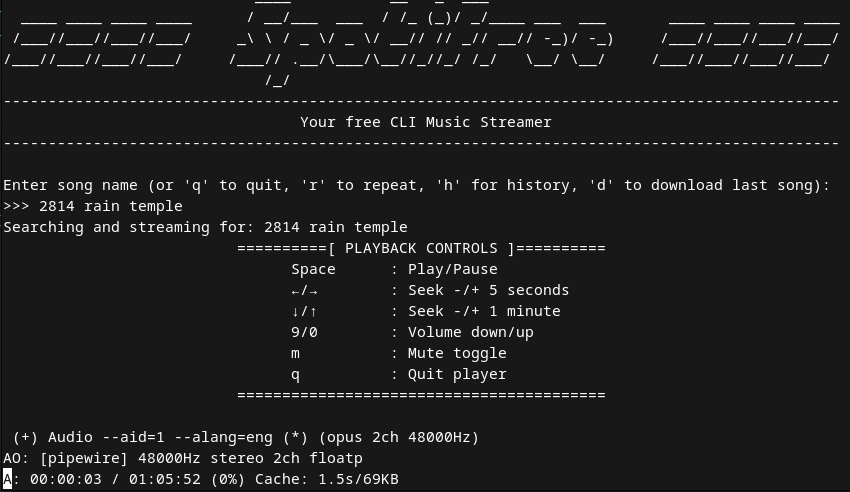 Your free CLI Music Streamer
Enter song name (or 'q' to quit, 'r' to repeat, 'h' for history, 'd' to download last song):
>>> 2814 rain temple
Searching and streaming for: 2814 rain temple
==========[ PLAYBACK CONTROLS ]==========
Space : Play/Pause
←/→ : Seek -/+ 5 seconds
↓/↑ : Seek -/+ 1 minute
9/0 : Volume down/up
m : Mute toggle
q : Quit player
=========================================
(+) Audio --aid=1 --alang=eng (*) (opus 2ch 48000Hz)
AO: [pipewire] 48000Hz stereo 2ch floatp
A: 00:00:03 / 01:05:52 (0%) Cache: 1.5s/69KB